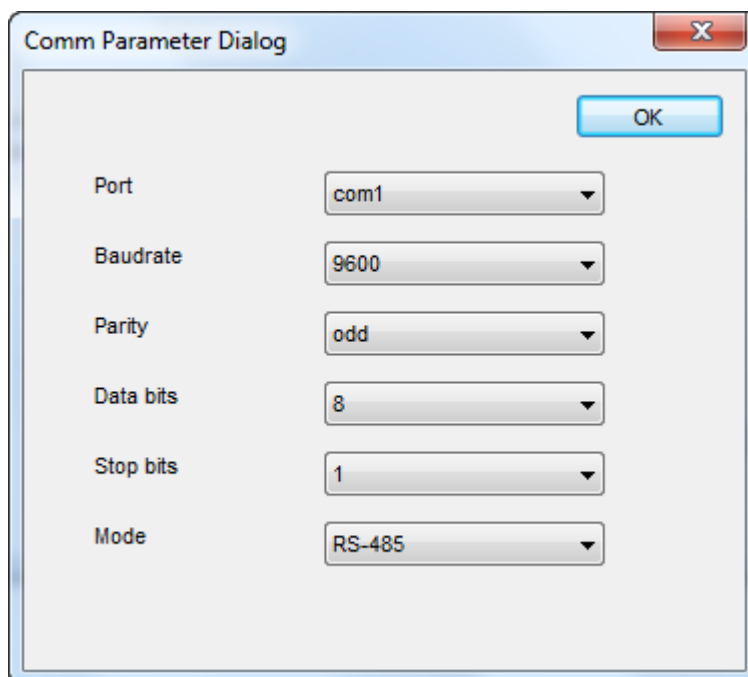 Comm Parameter Dialog
OK
Port com1
Baudrate 9600
Parity odd
Data bits 8
Stop bits 1
Mode RS-485